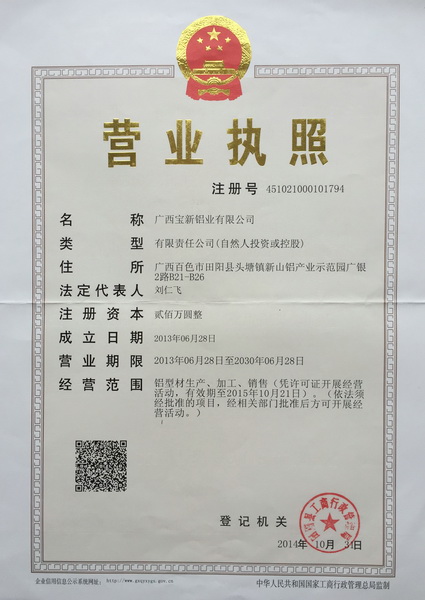 营业执照
注册号 451021000101794
名称 广西宝新铝业有限公司
类型 有限责任公司(自然人投资或控股)
住所 广西百色市田阳县头塘镇新山铝产业示范园广银
2路B21-B26
法定代表人 刘仁飞
注册资本 贰佰万圆整
成立日期 2013年06月28日
营业期限 2013年06月28日至2030年06月28日
经营范围 铝型材生产、加工、销售(凭许可证开展经营
活动,有效期至2015年10月21日)。(依法须
经批准的项目,经相关部门批准后方可开展经
营活动。)
登记机关
田阳县工商行政管理局
2014年 10月 31日
企业信用信息公示系统网址:
中华人民共和国国家工商行政管理总局监制